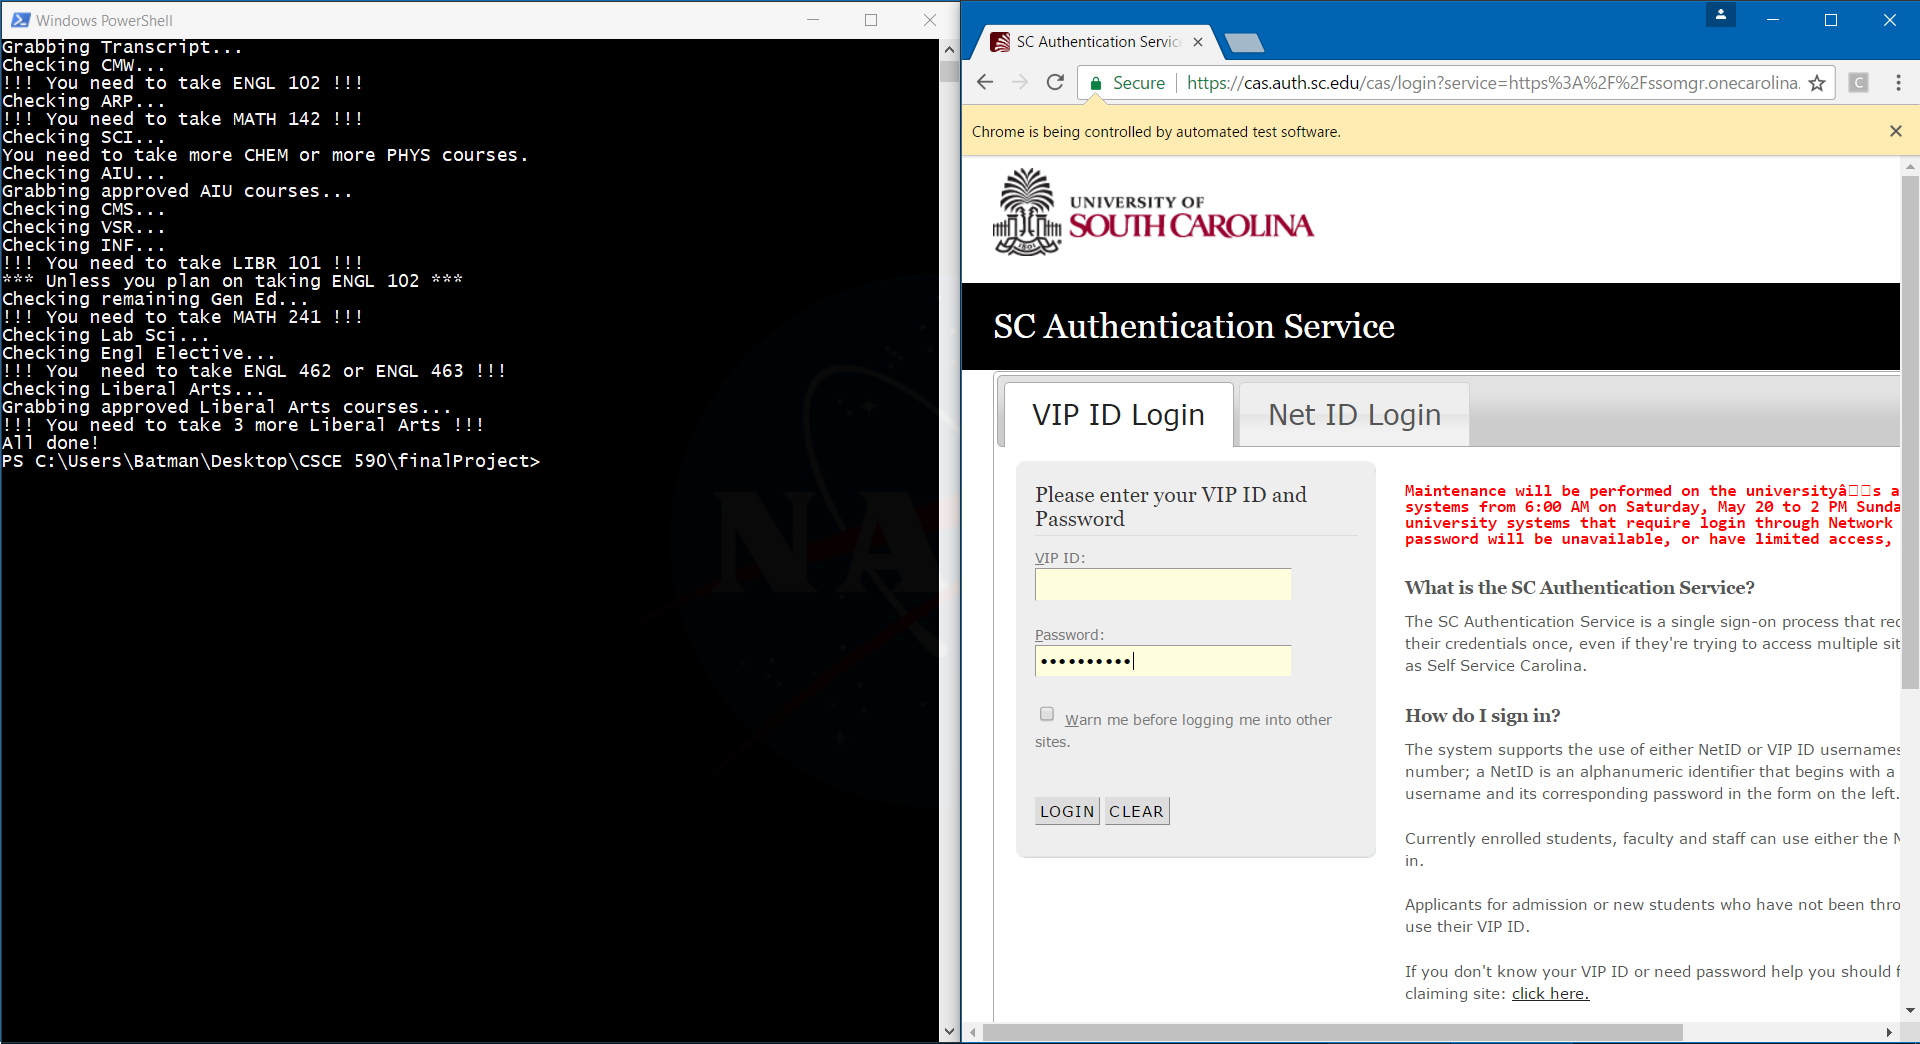 Windows PowerShell
Grabbing Transcript...
Checking CMW...
!!! You need to take ENGL 102 !!!
Checking ARP...
!!! You need to take MATH 142 !!!
Checking SCI...
You need to take more CHEM or more PHYS courses.
Checking AIU...
Grabbing approved AIU courses...
Checking CMS...
Checking VSR...
Checking INF...
!!! You need to take LIBR 101 !!!
*** Unless you plan on taking ENGL 102 ***
Checking remaining Gen Ed...
!!! You need to take MATH 241 !!!
Checking Lab Sci...
Checking Engl Elective...
!!! You  need to take ENGL 462 or ENGL 463 !!!
Checking Liberal Arts...
Grabbing approved Liberal Arts courses...
!!! You need to take 3 more Liberal Arts !!!
All done!
PS C:\Users\Batman\Desktop\CSCE 590\finalProject>
NA
SC Authentication Servic
Secure
https://cas.auth.sc.edu/cas/login?service=https%3A%2F%2Fssomgr.onecarolina.
C
Chrome is being controlled by automated test software.
UNIVERSITY OF
SOUTH CAROLINA
1801
SC Authentication Service
VIP ID Login
Net ID Login
Please enter your VIP ID and
Password
VIP ID:
Password:
••••••••••
Warn me before logging me into other
sites.
LOGIN
CLEAR
Maintenance will be performed on the universityâ□□s a
systems from 6:00 AM on Saturday, May 20 to 2 PM Sunda
university systems that require login through Network
password will be unavailable, or have limited access,
What is the SC Authentication Service?
The SC Authentication Service is a single sign-on process that rec
their credentials once, even if they're trying to access multiple sit
as Self Service Carolina.
How do I sign in?
The system supports the use of either NetID or VIP ID usernames
number; a NetID is an alphanumeric identifier that begins with a
username and its corresponding password in the form on the left.
Currently enrolled students, faculty and staff can use either the N
in.
Applicants for admission or new students who have not been thro
use their VIP ID.
If you don't know your VIP ID or need password help you should f
claiming site: click here.